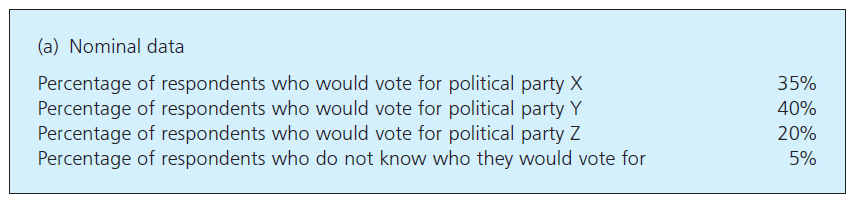 (a) Nominal data
Percentage of respondents who would vote for political party X 35%
Percentage of respondents who would vote for political party Y 40%
Percentage of respondents who would vote for political party Z 20%
Percentage of respondents who do not know who they would vote for 5%